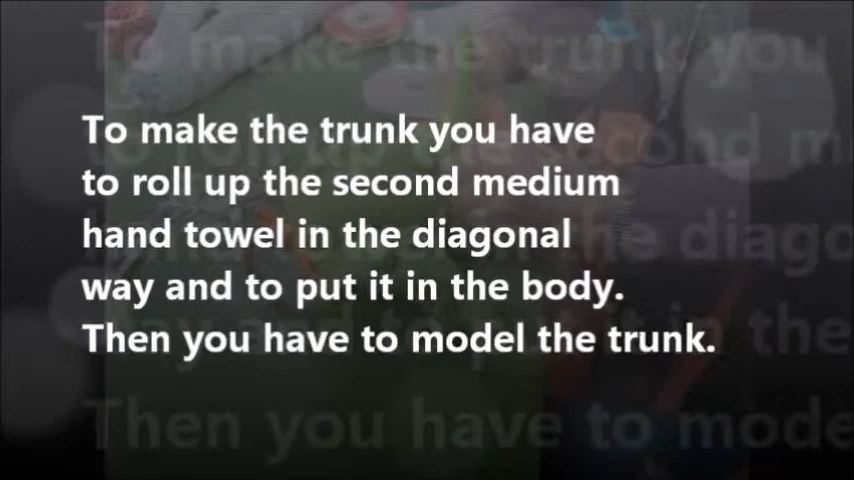 To make the trunk you have
to roll up the second medium
hand towel in the diagonal
way and to put it in the body.
Then you have to model the trunk.